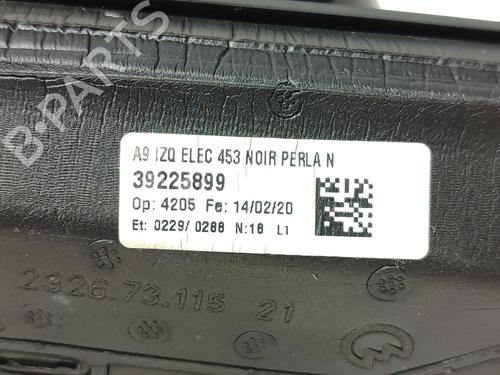 B-PARTS
A9 IZQ ELEC 453 NOIR PERLA N
39225899
Op: 4205 Fe: 14/02/20
Et: 0229/0288 N:18 L1
2326.73.115 21